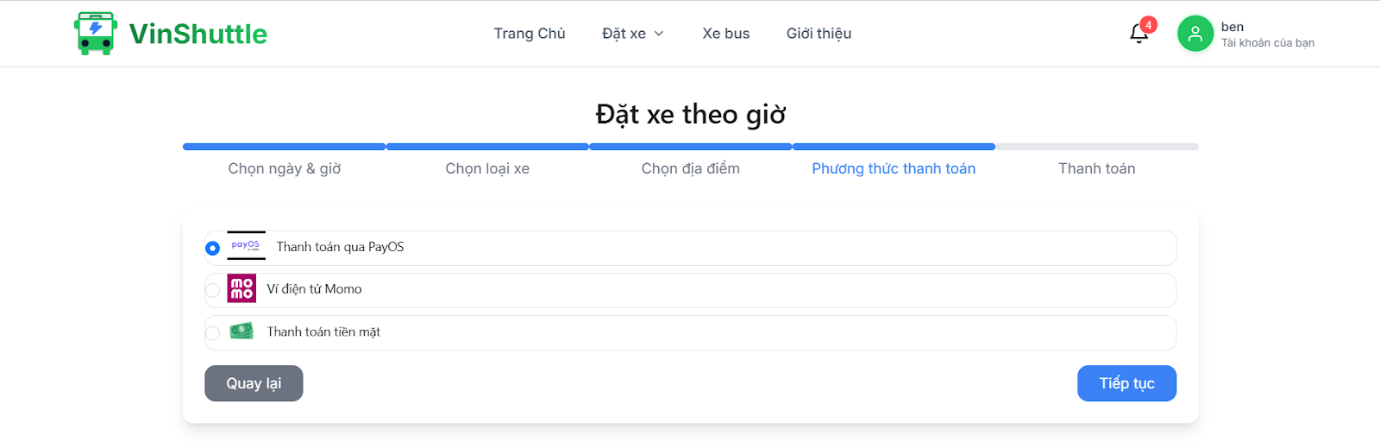 VinShuttle
Trang Chủ
Đặt xe
Xe bus
Giới thiệu
4
ben
Tài khoản của bạn
Đặt xe theo giờ
Chọn ngày & giờ
Chọn loại xe
Chọn địa điểm
Phương thức thanh toán
Thanh toán
payOS
Thanh toán qua PayOS
mo
mo
Ví điện tử Momo
Thanh toán tiền mặt
Quay lại
Tiếp tục